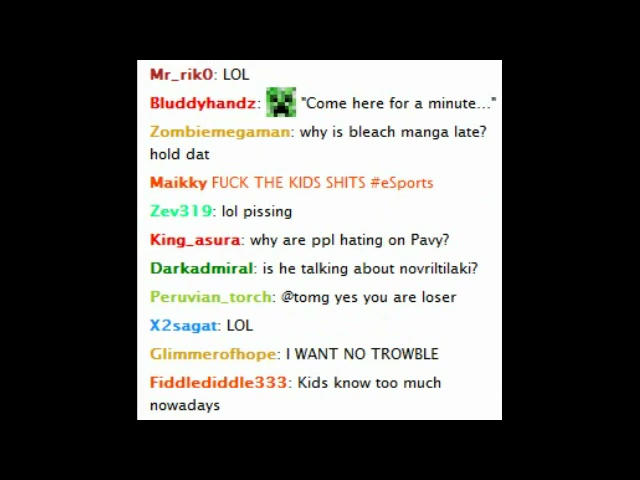 Mr_rik0: LOL
Bluddyhandz: "Come here for a minute..."
Zombiemegaman: why is bleach manga late?
hold dat
Maikky FUCK THE KIDS SHITS #eSports
Zev319: lol pissing
King_asura: why are ppl hating on Pavy?
Darkadmiral: is he talking about novriltilaki?
Peruvian_torch: @tomg yes you are loser
X2sagat: LOL
Glimmerofhope: I WANT NO TROWBLE
Fiddlediddle333: Kids know too much
nowadays